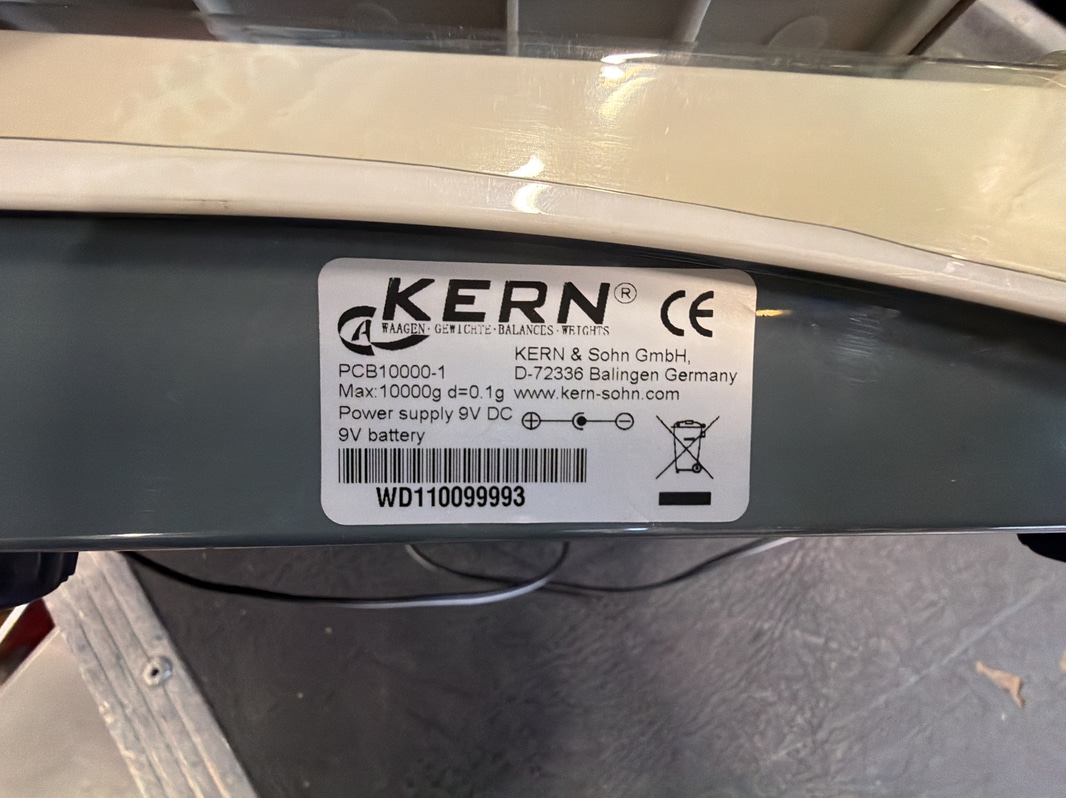 KERN®
CE
WAAGEN · GEWICHTE · BALANCES · WEIGHTS
KERN & Sohn GmbH,
PCB10000-1
D-72336 Balingen Germany
Max:10000g d=0.1g
www.kern-sohn.com
Power supply 9V DC
9V battery
WD110099993